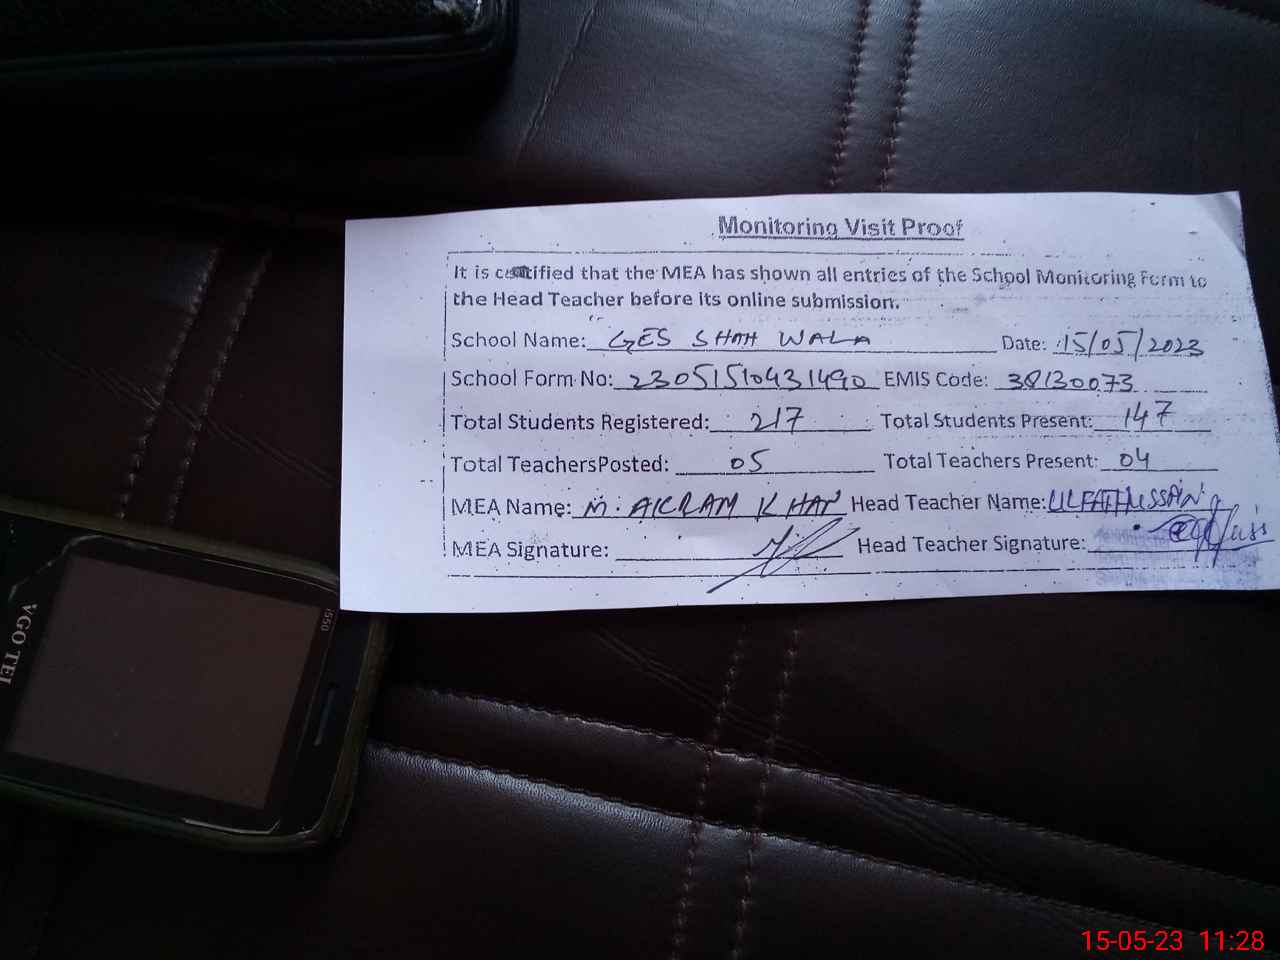 Monitoring Visit Proof
It is certified that the MEA has shown all entries of the School Monitoring Form to
the Head Teacher before its online submission.
School Name: GES SHAH WALA Date: 15/05/2023
School Form No: 23051510431490 EMIS Code: 38130073
Total Students Registered: 217 Total Students Present: 147
Total TeachersPosted: 05 Total Teachers Present: 04
MEA Name: M. AKRAM KHAN Head Teacher Name:
MEA Signature: Head Teacher Signature:
VGO TEL
i550
15-05-23 11:28